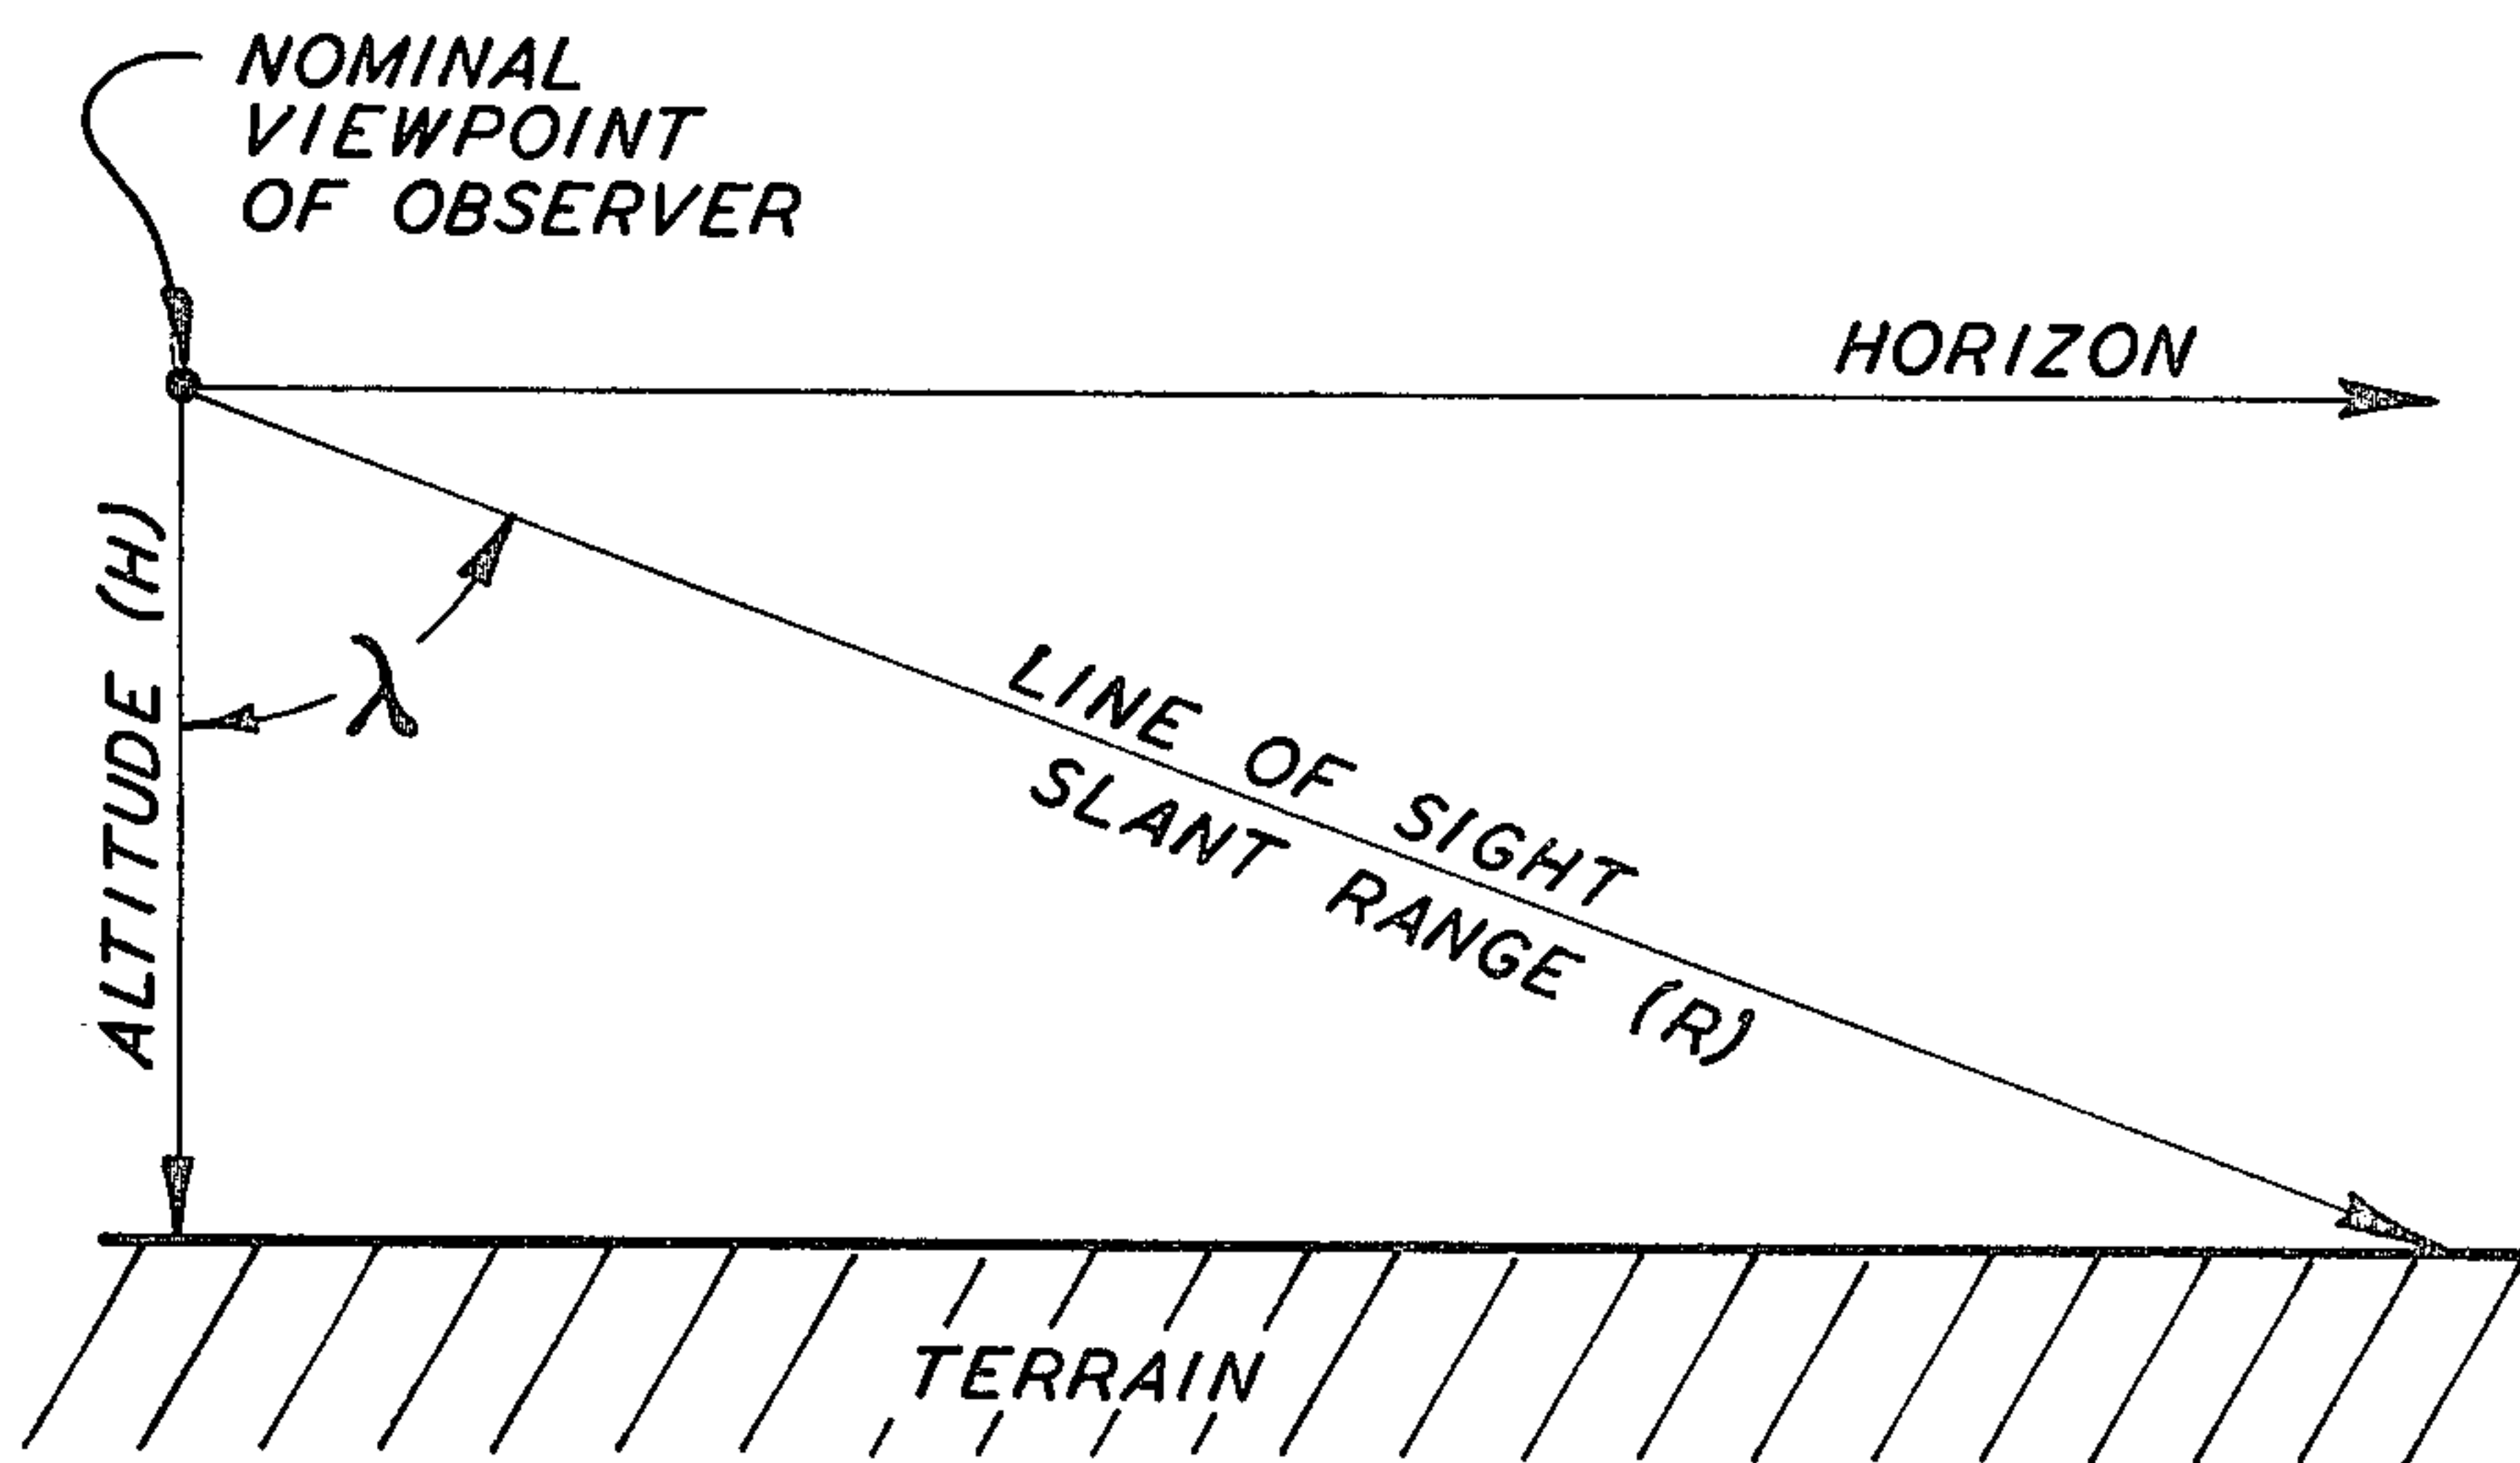 NOMINAL
VIEWPOINT
OF OBSERVER
HORIZON
ALTITUDE (H)
λ
LINE OF SIGHT
SLANT RANGE (R)
TERRAIN